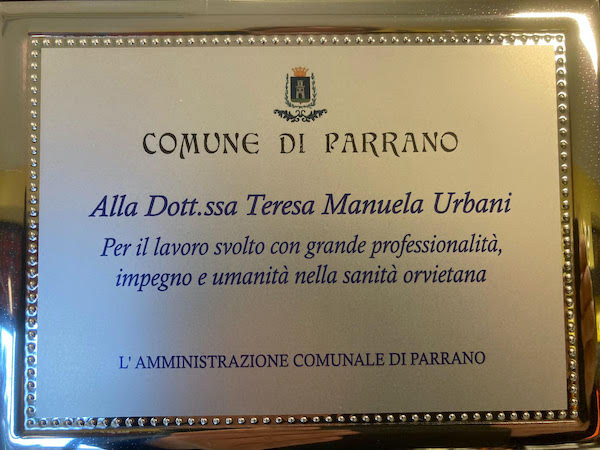 COMUNE DI PARRANO
Alla Dott.ssa Teresa Manuela Urbani
Per il lavoro svolto con grande professionalità,
impegno e umanità nella sanità orvietana
L' AMMINISTRAZIONE COMUNALE DI PARRANO